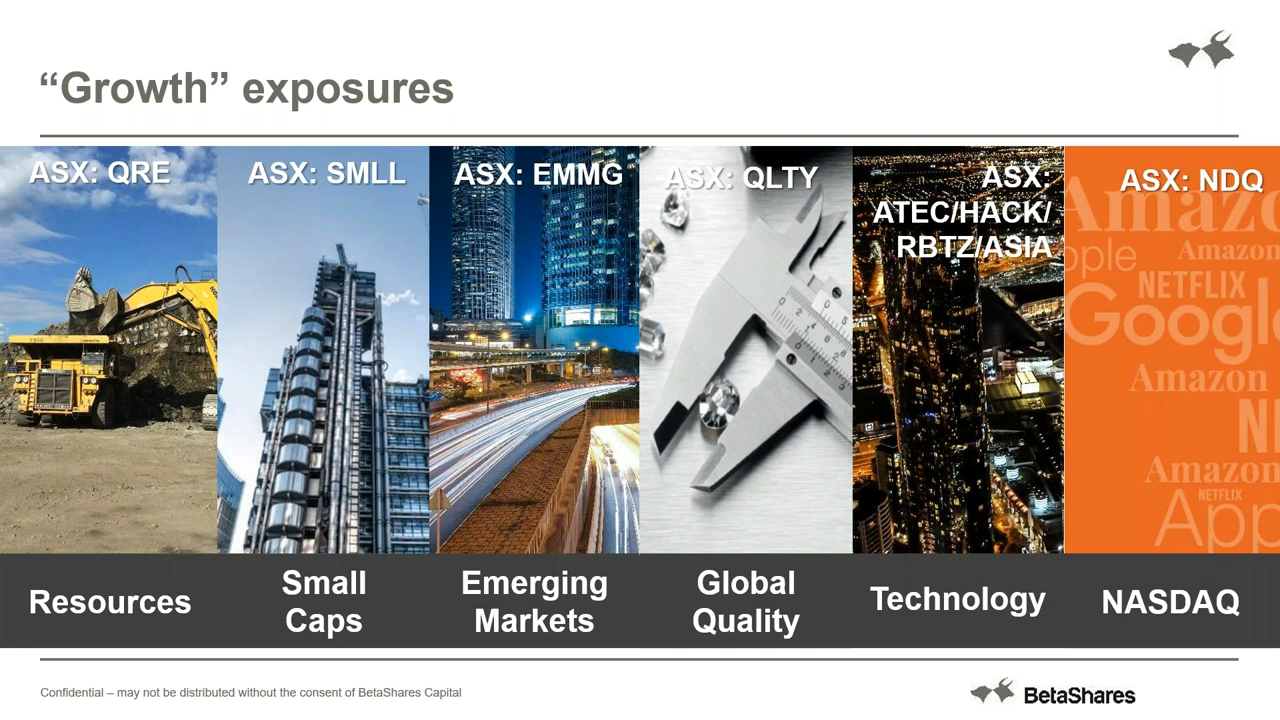 “Growth” exposures
ASX: QRE
ASX: SMLL
ASX: EMMG
ASX: QLTY
ASX:
ATEC/HACK/
RBTZ/ASIA
ASX: NDQ
Amazo
pple
Amazon
NETFLIX
Google
Amazon
NE
Amazon
NETFLIX
App
Resources
Small
Caps
Emerging
Markets
Global
Quality
Technology
NASDAQ
Confidential – may not be distributed without the consent of BetaShares Capital
BetaShares